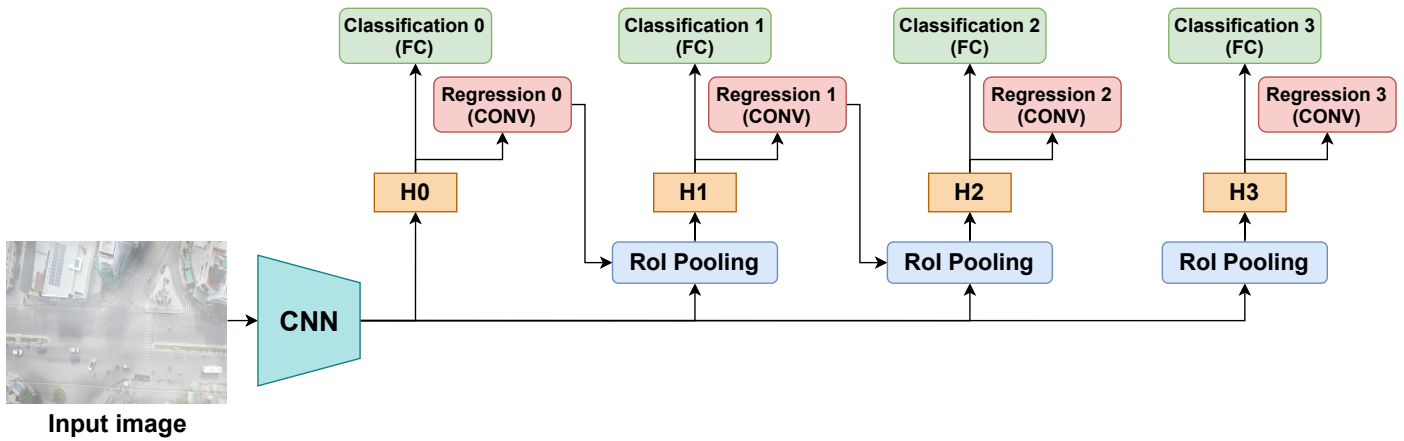 Classification 0
(FC)
Classification 1
(FC)
Classification 2
(FC)
Classification 3
(FC)
Regression 0
(CONV)
Regression 1
(CONV)
Regression 2
(CONV)
Regression 3
(CONV)
H0
H1
H2
H3
RoI Pooling
RoI Pooling
RoI Pooling
CNN
Input image